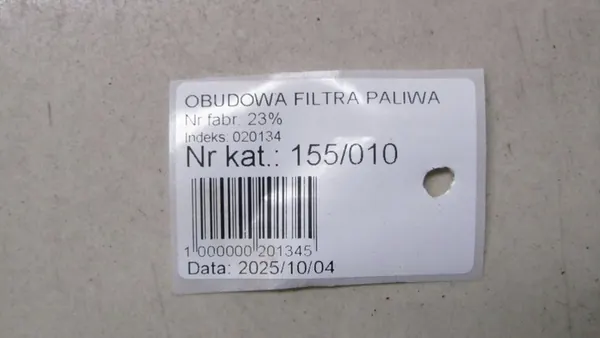 OBUDOWA FILTRA PALIWA
Nr fabr: 23%
Indeks: 020134
Nr kat.: 155/010
1 000000 201345
Data: 2025/10/04